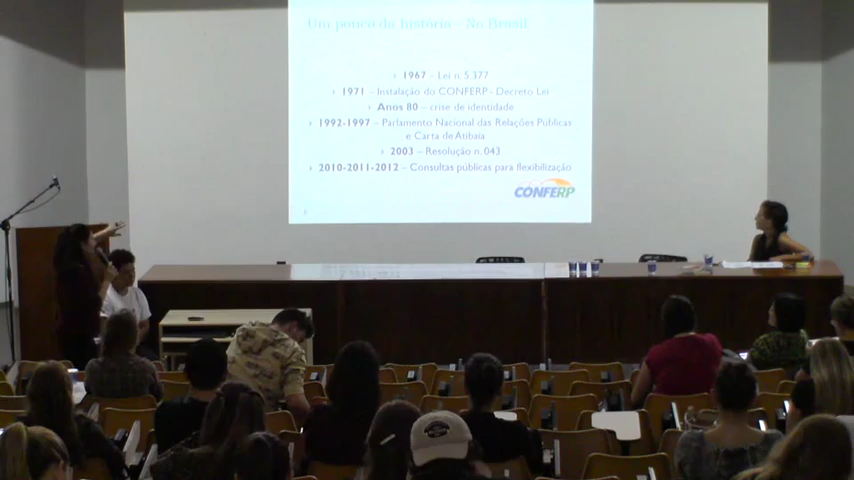 Um pouco da história – No Brasil
› 1967 – Lei n. 5.377
› 1971 – Instalação do CONFERP - Decreto Lei
› Anos 80 – crise de identidade
› 1992-1997 – Parlamento Nacional das Relações Públicas
e Carta de Atibaia
› 2003 – Resolução n. 043
› 2010-2011-2012 – Consultas públicas para flexibilização
CONFERP